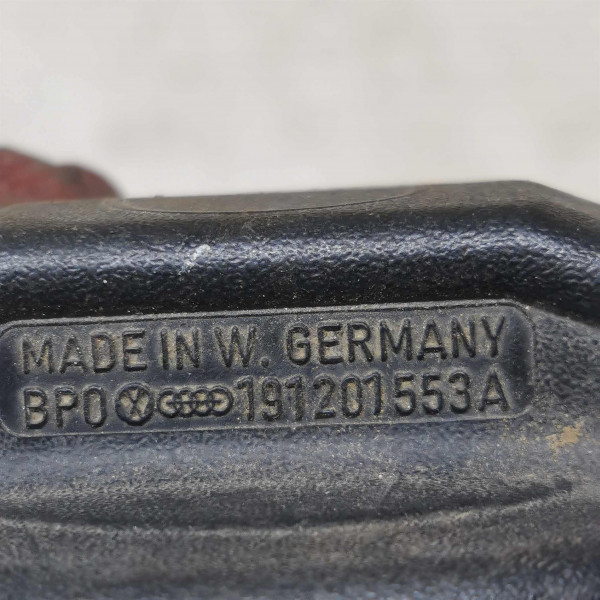 MADE IN W. GERMANY
BPO 191201553A